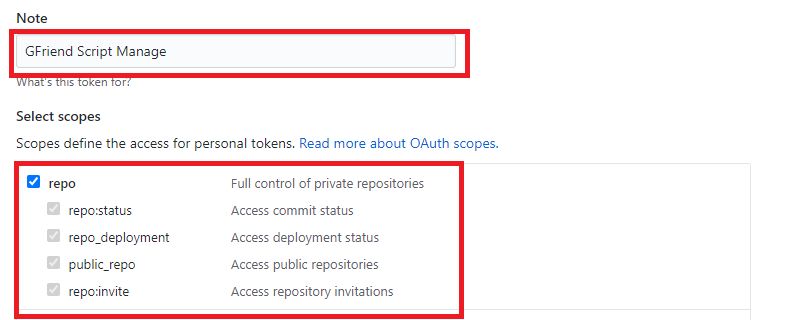 Note
GFriend Script Manage
What's this token for?
Select scopes
Scopes define the access for personal tokens. Read more about OAuth scopes.
repo Full control of private repositories
repo:status Access commit status
repo_deployment Access deployment status
public_repo Access public repositories
repo:invite Access repository invitations